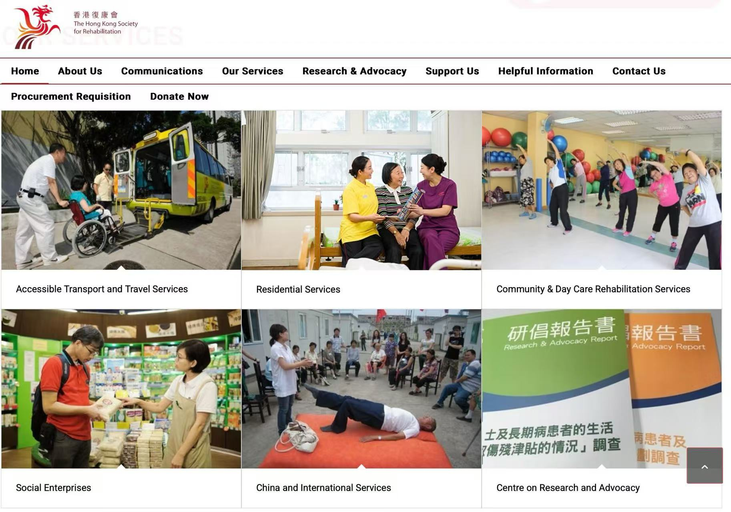 香港復康會
The Hong Kong Society
for Rehabilitation
SERVICES
Home About Us Communications Our Services Research & Advocacy Support Us Helpful Information Contact Us
Procurement Requisition Donate Now
Accessible Transport and Travel Services
Residential Services
Community & Day Care Rehabilitation Services
研倡報告書
Research & Advocacy Report
士及長期病患者的生活
傷殘津貼的情況」調查
報告書
Advocacy Report
病患者及
劃調查
Social Enterprises
China and International Services
Centre on Research and Advocacy